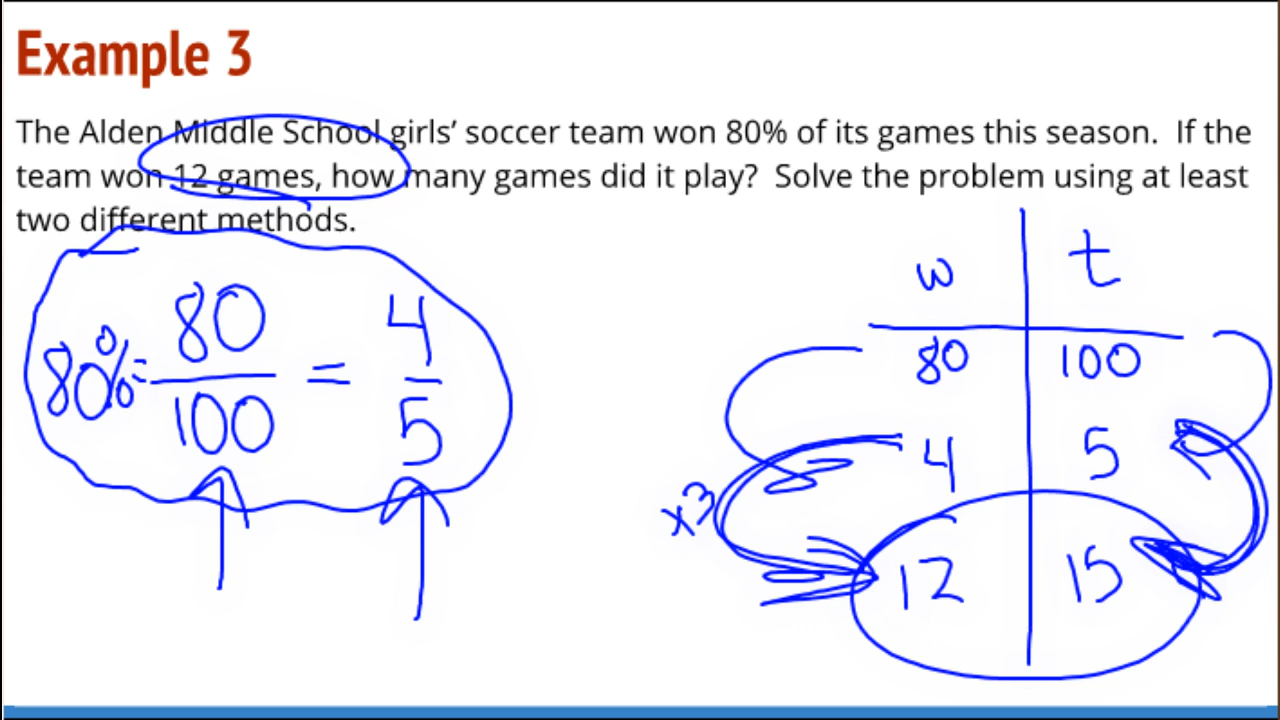 Example 3
The Alden Middle School girls’ soccer team won 80% of its games this season. If the
team won 12 games, how many games did it play? Solve the problem using at least
two different methods.
80% = 80/100 = 4/5
w t
80 100
4 5
x3
12 15